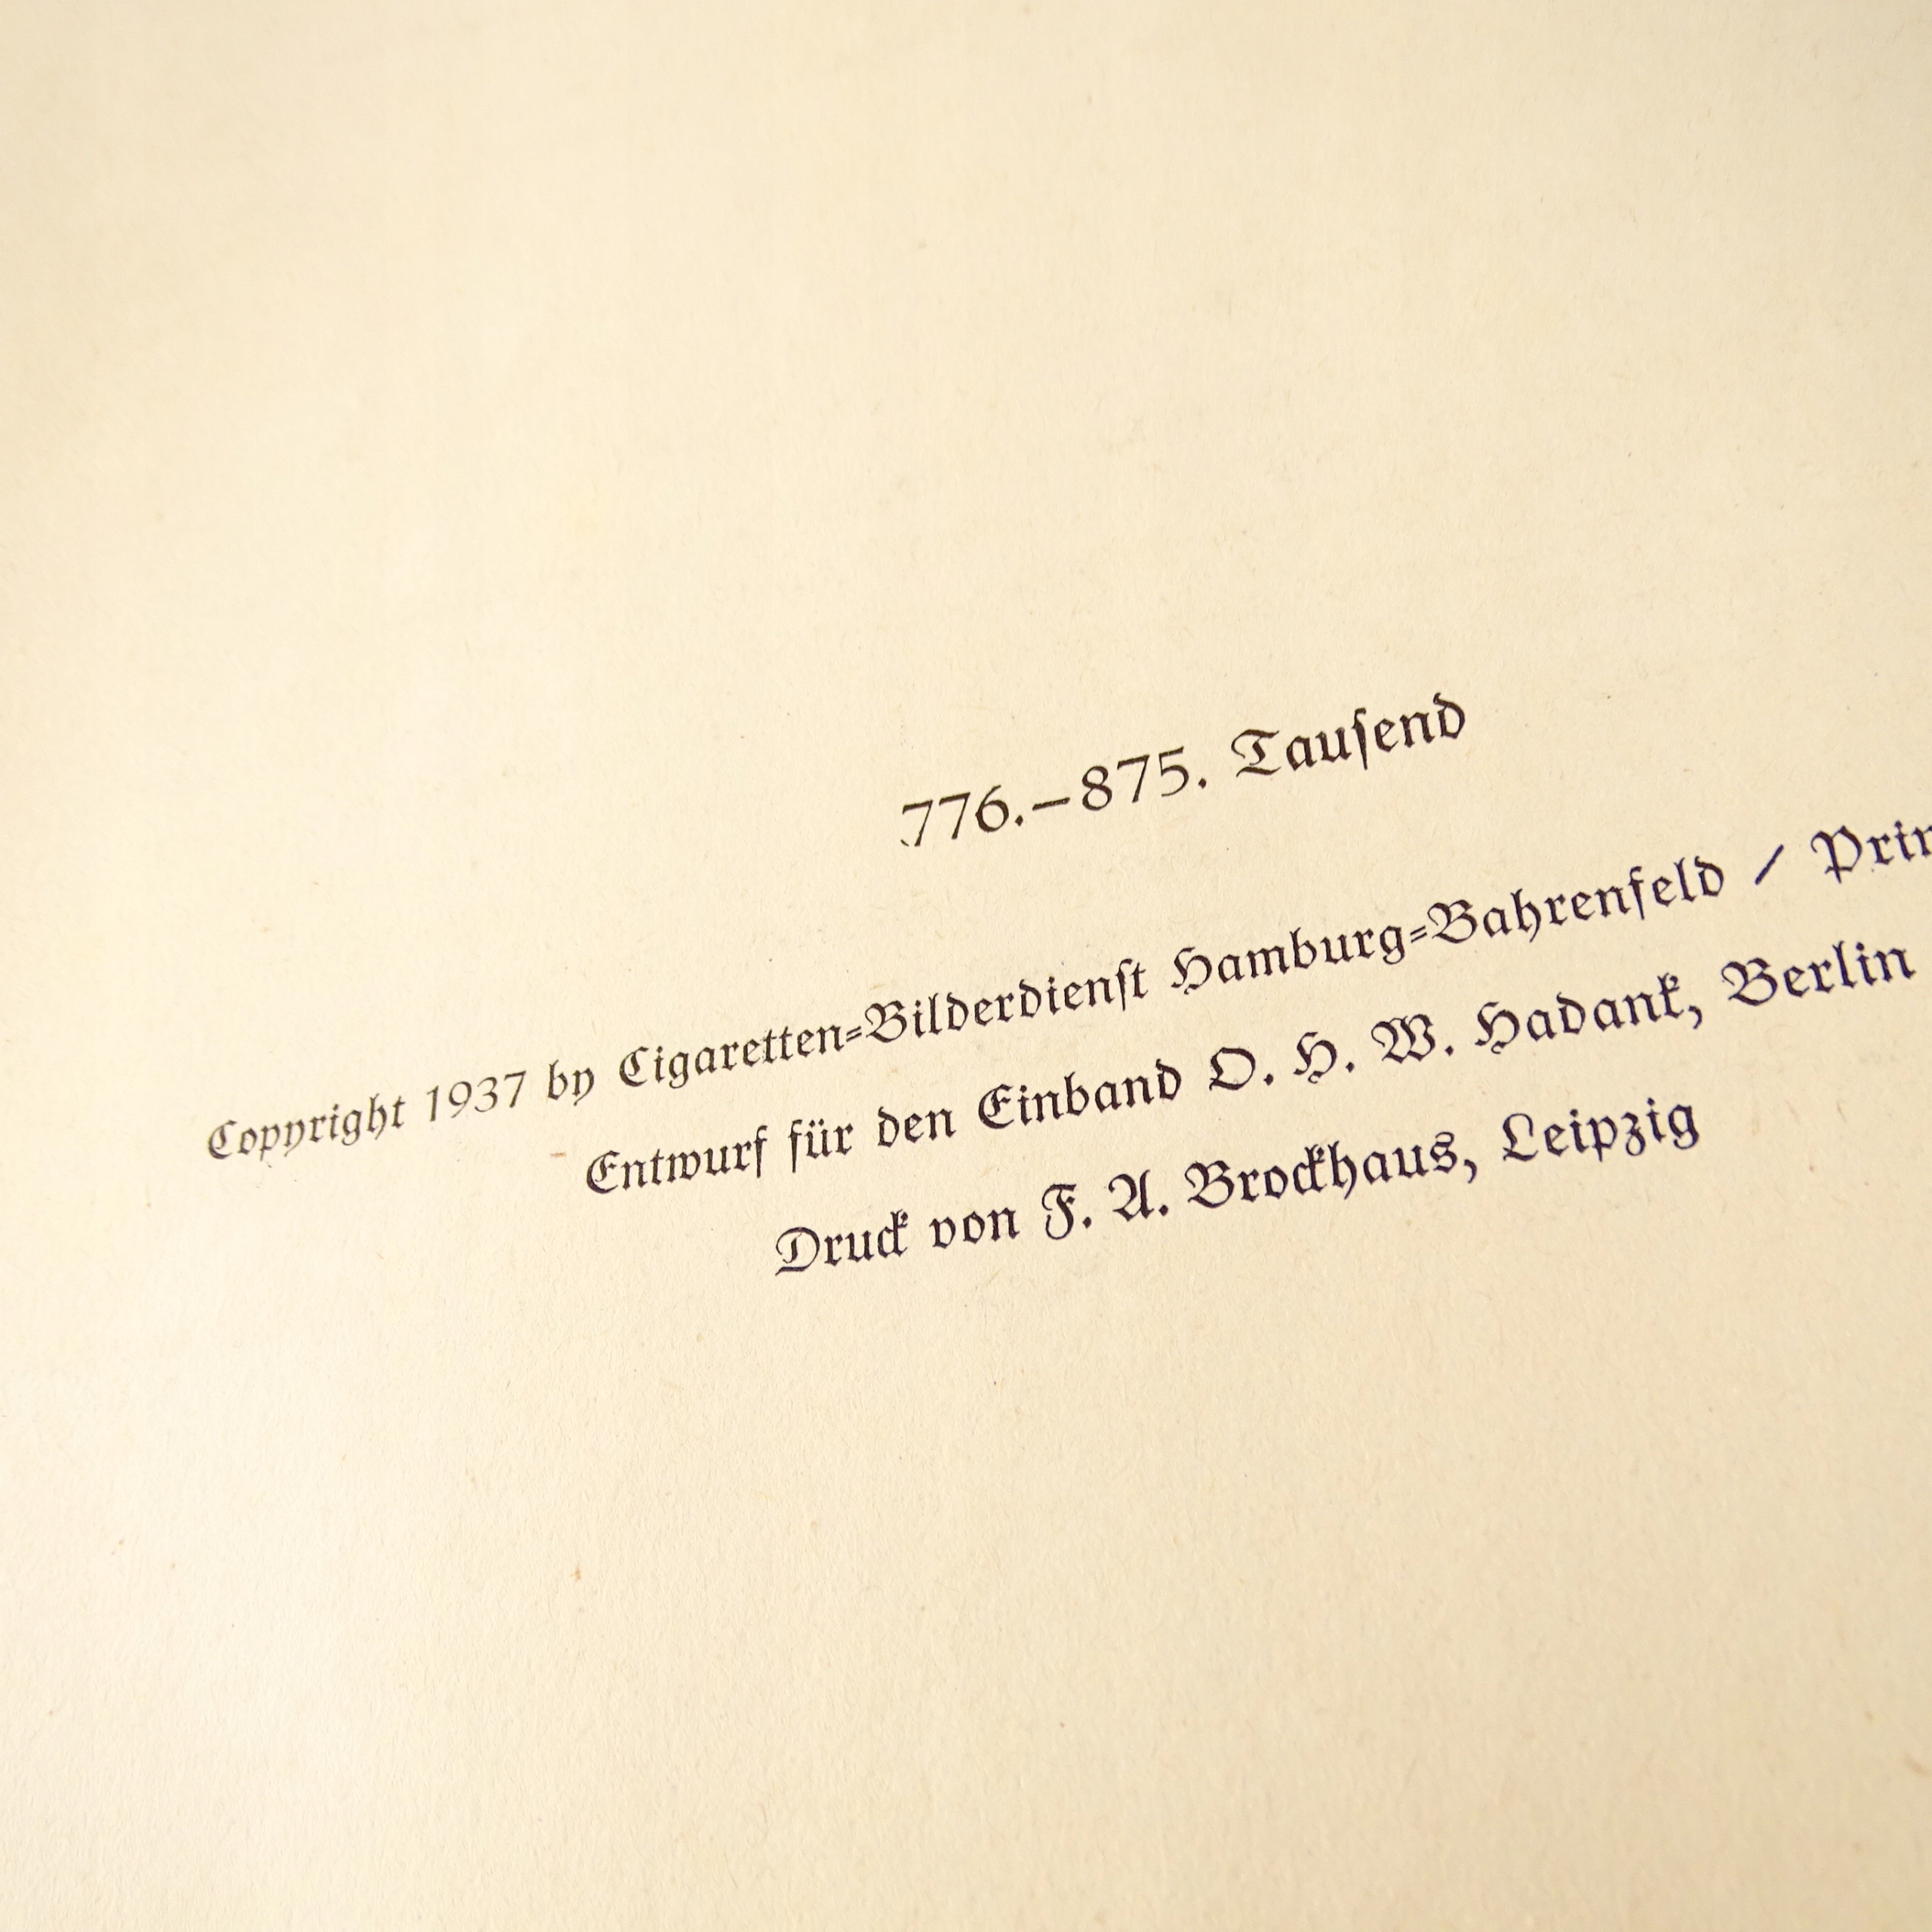 776.–875. Tausend
Copyright 1937 by Cigaretten-Bilderdienst Hamburg-Bahrenfeld /
Entwurf für den Einband O. H. W. Hadank, Berlin
Druck von F. A. Brockhaus, Leipzig